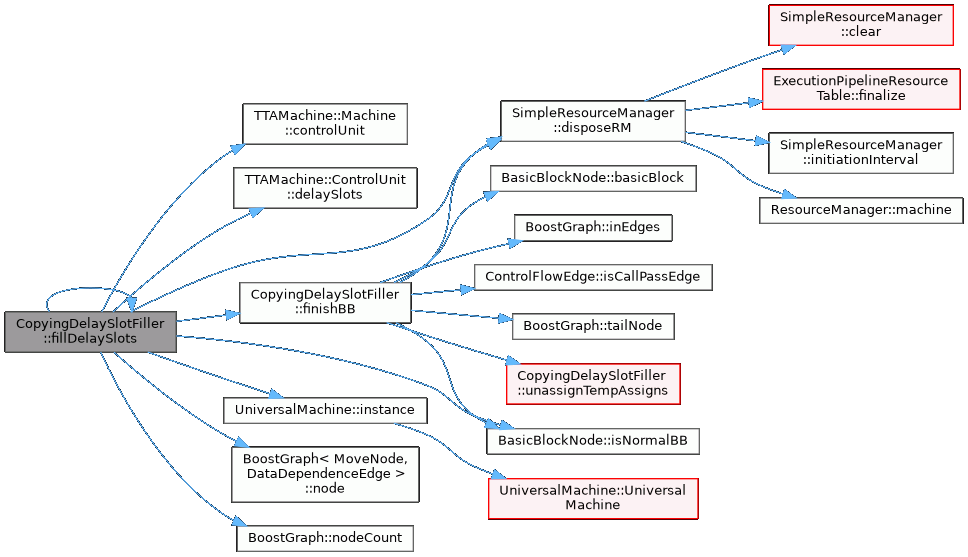 CopyingDelaySlotFiller
::fillDelaySlots
TTAMachine::Machine
::controlUnit
TTAMachine::ControlUnit
::delaySlots
CopyingDelaySlotFiller
::finishBB
UniversalMachine::instance
BoostGraph< MoveNode,
DataDependenceEdge >
::node
BoostGraph::nodeCount
SimpleResourceManager
::disposeRM
BasicBlockNode::basicBlock
BoostGraph::inEdges
ControlFlowEdge::isCallPassEdge
BoostGraph::tailNode
CopyingDelaySlotFiller
::unassignTempAssigns
BasicBlockNode::isNormalBB
UniversalMachine::Universal
Machine
SimpleResourceManager
::clear
ExecutionPipelineResource
Table::finalize
SimpleResourceManager
::initiationInterval
ResourceManager::machine